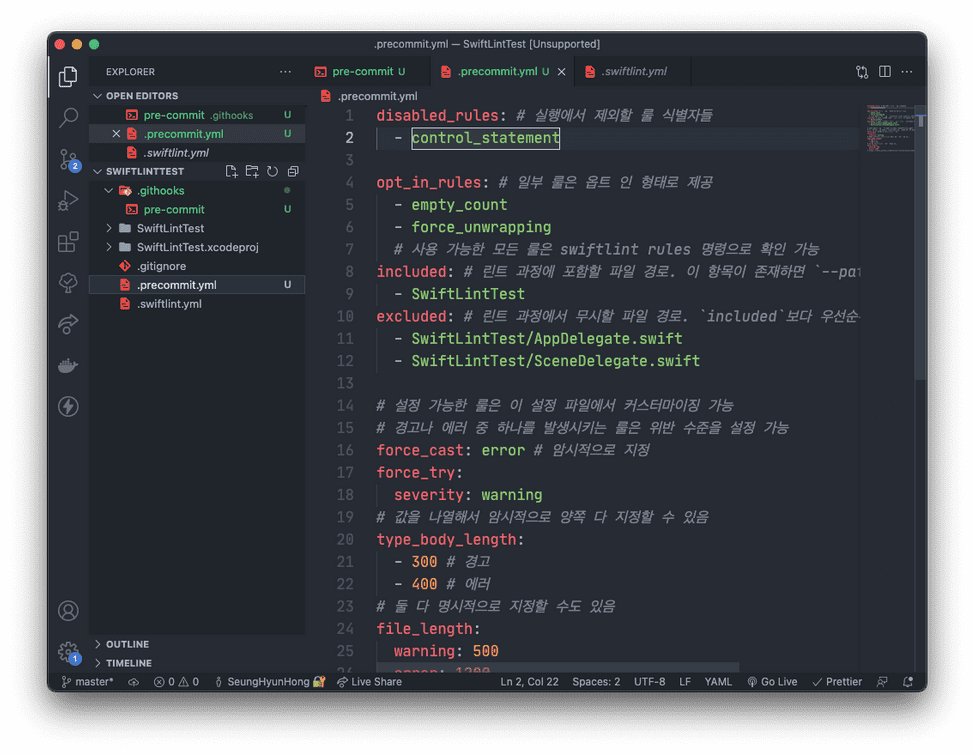 .precommit.yml — SwiftLintTest [Unsupported]
EXPLORER
pre-commit U
.precommit.yml U
.swiftlint.yml
OPEN EDITORS
pre-commit .githooks U
.precommit.yml U
.swiftlint.yml
SWIFTLINTTEST
.githooks
pre-commit U
SwiftLintTest
SwiftLintTest.xcodeproj
.gitignore
.precommit.yml U
.swiftlint.yml
OUTLINE
TIMELINE
2
1
.precommit.yml
1 disabled_rules: # 실행에서 제외할 룰 식별자들
2 - control_statement
3
4 opt_in_rules: # 일부 룰은 옵트 인 형태로 제공
5 - empty_count
6 - force_unwrapping
7 # 사용 가능한 모든 룰은 swiftlint rules 명령으로 확인 가능
8 included: # 린트 과정에 포함할 파일 경로. 이 항목이 존재하면 `--pa
9 - SwiftLintTest
10 excluded: # 린트 과정에서 무시할 파일 경로. `included`보다 우선순
11 - SwiftLintTest/AppDelegate.swift
12 - SwiftLintTest/SceneDelegate.swift
13
14 # 설정 가능한 룰은 이 설정 파일에서 커스터마이징 가능
15 # 경고나 에러 중 하나를 발생시키는 룰은 위반 수준을 설정 가능
16 force_cast: error # 암시적으로 지정
17 force_try:
18 severity: warning
19 # 값을 나열해서 암시적으로 양쪽 다 지정할 수 있음
20 type_body_length:
21 - 300 # 경고
22 - 400 # 에러
23 # 둘 다 명시적으로 지정할 수도 있음
24 file_length:
25 warning: 500
master* 0 0 SeungHyunHong Live Share Ln 2, Col 22 Spaces: 2 UTF-8 LF YAML Go Live Prettier